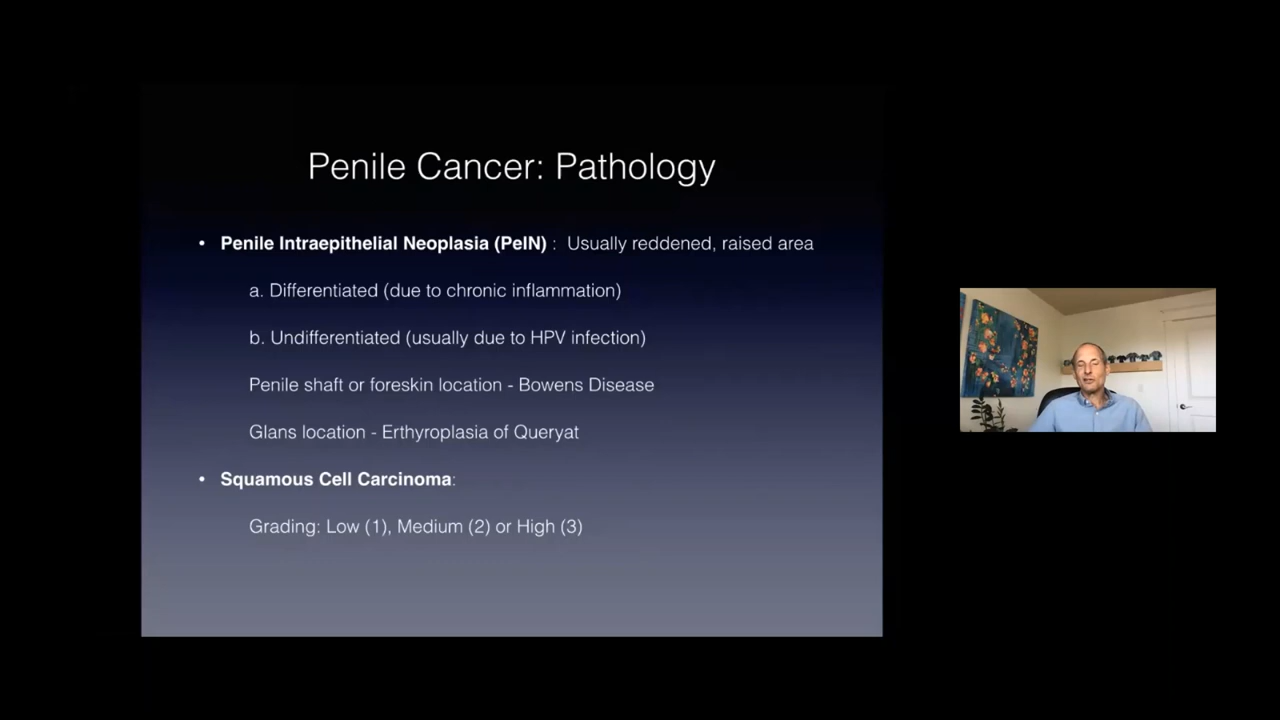 Penile Cancer: Pathology
• Penile Intraepithelial Neoplasia (PeIN) : Usually reddened, raised area
a. Differentiated (due to chronic inflammation)
b. Undifferentiated (usually due to HPV infection)
Penile shaft or foreskin location - Bowens Disease
Glans location - Erthyroplasia of Queryat
• Squamous Cell Carcinoma:
Grading: Low (1), Medium (2) or High (3)